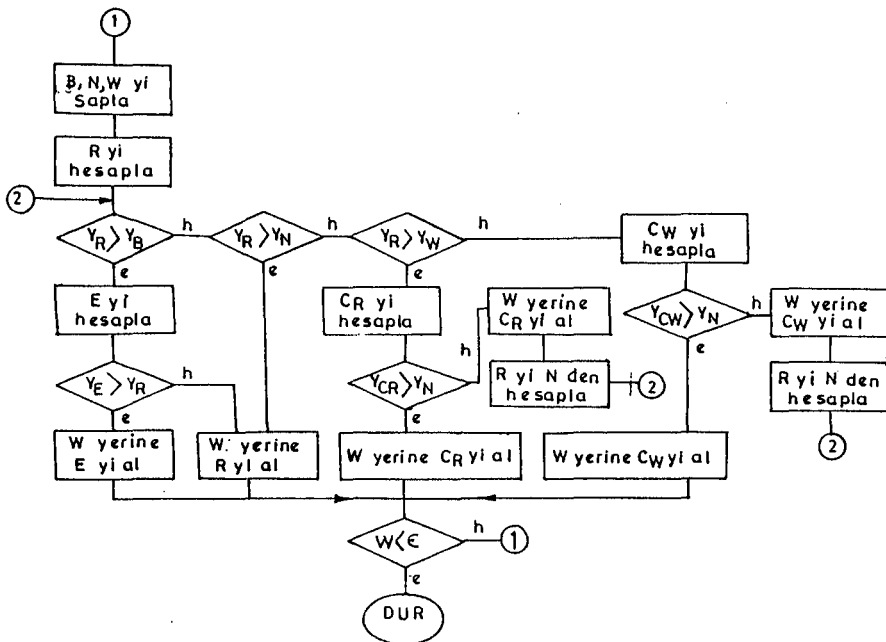 1
B, N, W yi
Sapla
R yi
hesapla
2
Y_R > Y_B
h
Y_R > Y_N
h
Y_R > Y_W
h
C_W yi
hesapla
e
e
e
E yi
hesapla
C_R yi
hesapla
W yerine
C_R yi al
Y_CW > Y_N
h
W yerine
C_W yi al
e
h
Y_E > Y_R
h
Y_CR > Y_N
R yi N den
hesapla
2
R yi N den
hesapla
e
e
2
W yerine
E yi al
W. yerine
R yi al
W yerine C_R yi al
W yerine C_W yi al
W < ε
h
1
e
DUR